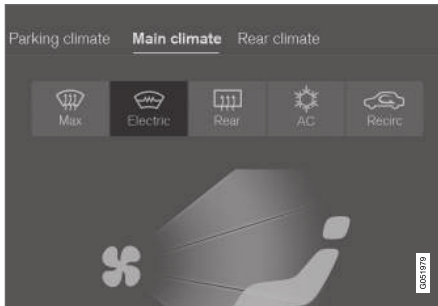 Parking climate Main climate Rear climate
Max Electric Rear AC Recirc
G051979